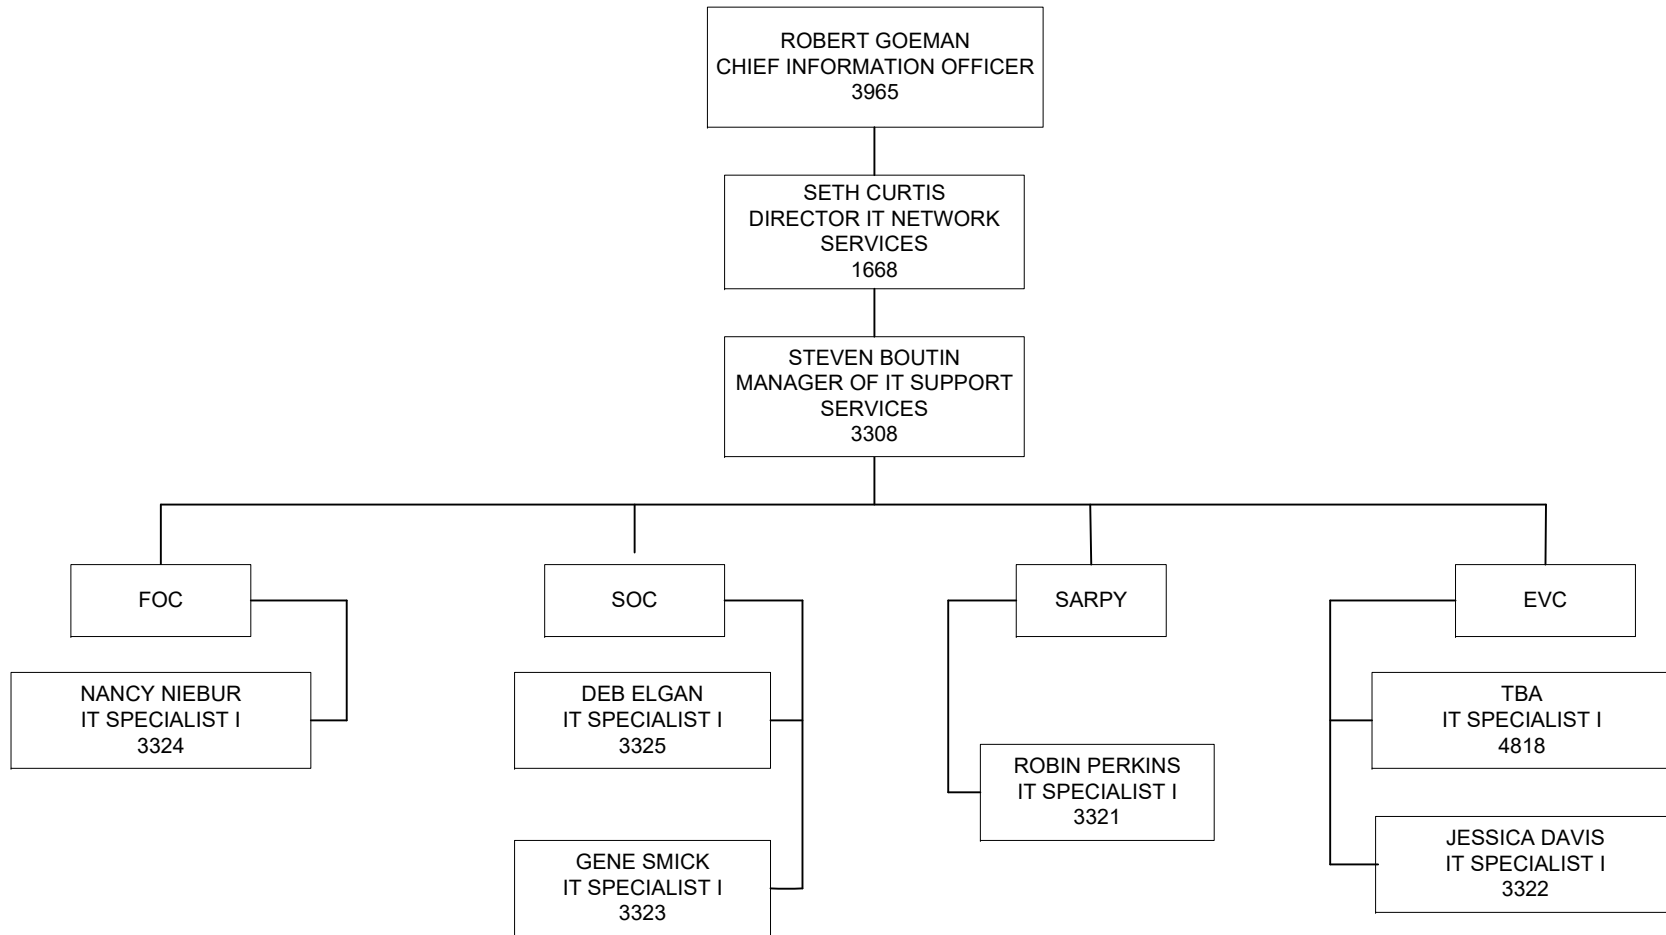 ROBERT GOEMAN
CHIEF INFORMATION OFFICER
3965
SETH CURTIS
DIRECTOR IT NETWORK
SERVICES
1668
STEVEN BOUTIN
MANAGER OF IT SUPPORT
SERVICES
3308
FOC
SOC
SARPY
EVC
NANCY NIEBUR
IT SPECIALIST I
3324
DEB ELGAN
IT SPECIALIST I
3325
ROBIN PERKINS
IT SPECIALIST I
3321
TBA
IT SPECIALIST I
4818
GENE SMICK
IT SPECIALIST I
3323
JESSICA DAVIS
IT SPECIALIST I
3322